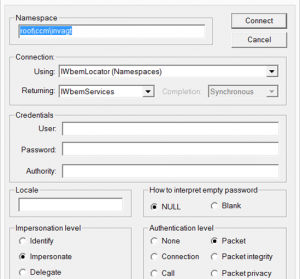 Namespace
root\ccm\invagt
Connect
Cancel
Connection:
Using: IWbemLocator (Namespaces)
Returning: IWbemServices Completion: Synchronous
Credentials
User:
Password:
Authority:
Locale
How to interpret empty password
NULL Blank
Impersonation level
Identify
Impersonate
Delegate
Authentication level
None Packet
Connection Packet integrity
Call Packet privacy